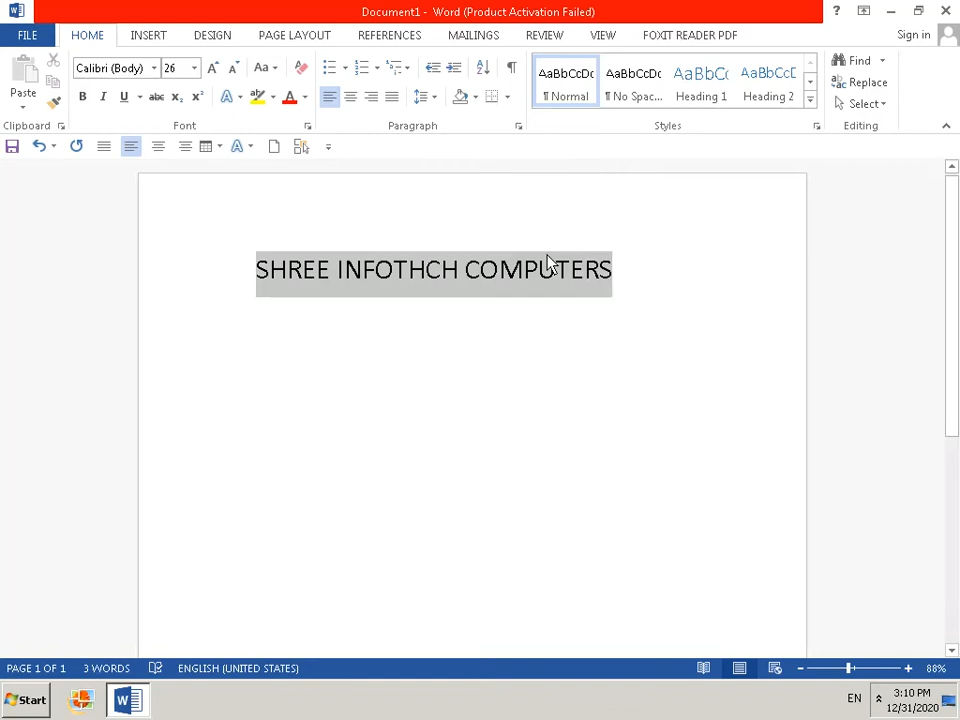 Document1 - Word (Product Activation Failed)
FILE HOME INSERT DESIGN PAGE LAYOUT REFERENCES MAILINGS REVIEW VIEW FOXIT READER PDF Sign in
Paste
Calibri (Body) 26 Aa
B I U abc X₂ X² A A
AaBbCcDc AaBbCcDc AaBbCc AaBbCcD
¶ Normal ¶ No Spac... Heading 1 Heading 2
Find
Replace
Select
Clipboard Font Paragraph Styles Editing
SHREE INFOTHCH COMPUTERS
PAGE 1 OF 1 3 WORDS ENGLISH (UNITED STATES) 88%
Start EN 3:10 PM
12/31/2020